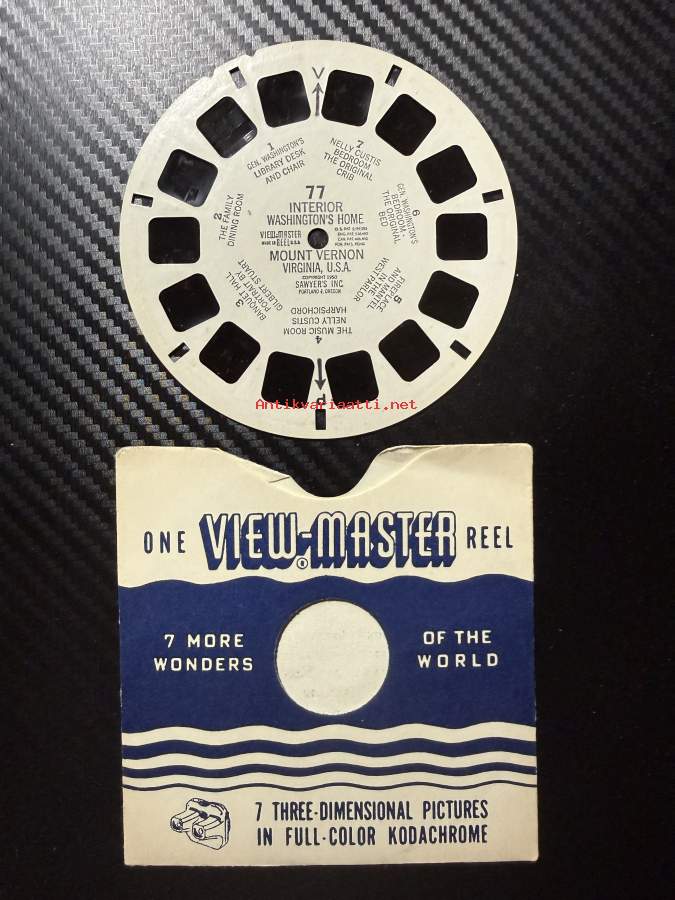 V
1
GEN. WASHINGTON'S
LIBRARY DESK
AND CHAIR
7
NELLY CUSTIS
BEDROOM
THE ORIGINAL
CRIB
2
THE FAMILY
DINING ROOM
6
GEN. WASHINGTON'S
BEDROOM -
THE ORIGINAL
BED
77
INTERIOR
WASHINGTON'S HOME
VIEW-MASTER
MADE IN REEL U.S.A.
MOUNT VERNON
VIRGINIA, U.S.A.
COPYRIGHT 1950
SAWYER'S INC.
PORTLAND 6, OREGON
3
BANQUET HALL
PORTRAIT BY
GILBERT STUART
5
FIREPLACE
AND MANTEL
IN THE
WEST PARLOR
4
THE MUSIC ROOM
NELLY CUSTIS
HARPSICHORD
P
Antikvariaatti.net
ONE VIEW-MASTER® REEL
7 MORE WONDERS
OF THE WORLD
7 THREE-DIMENSIONAL PICTURES
IN FULL-COLOR KODACHROME